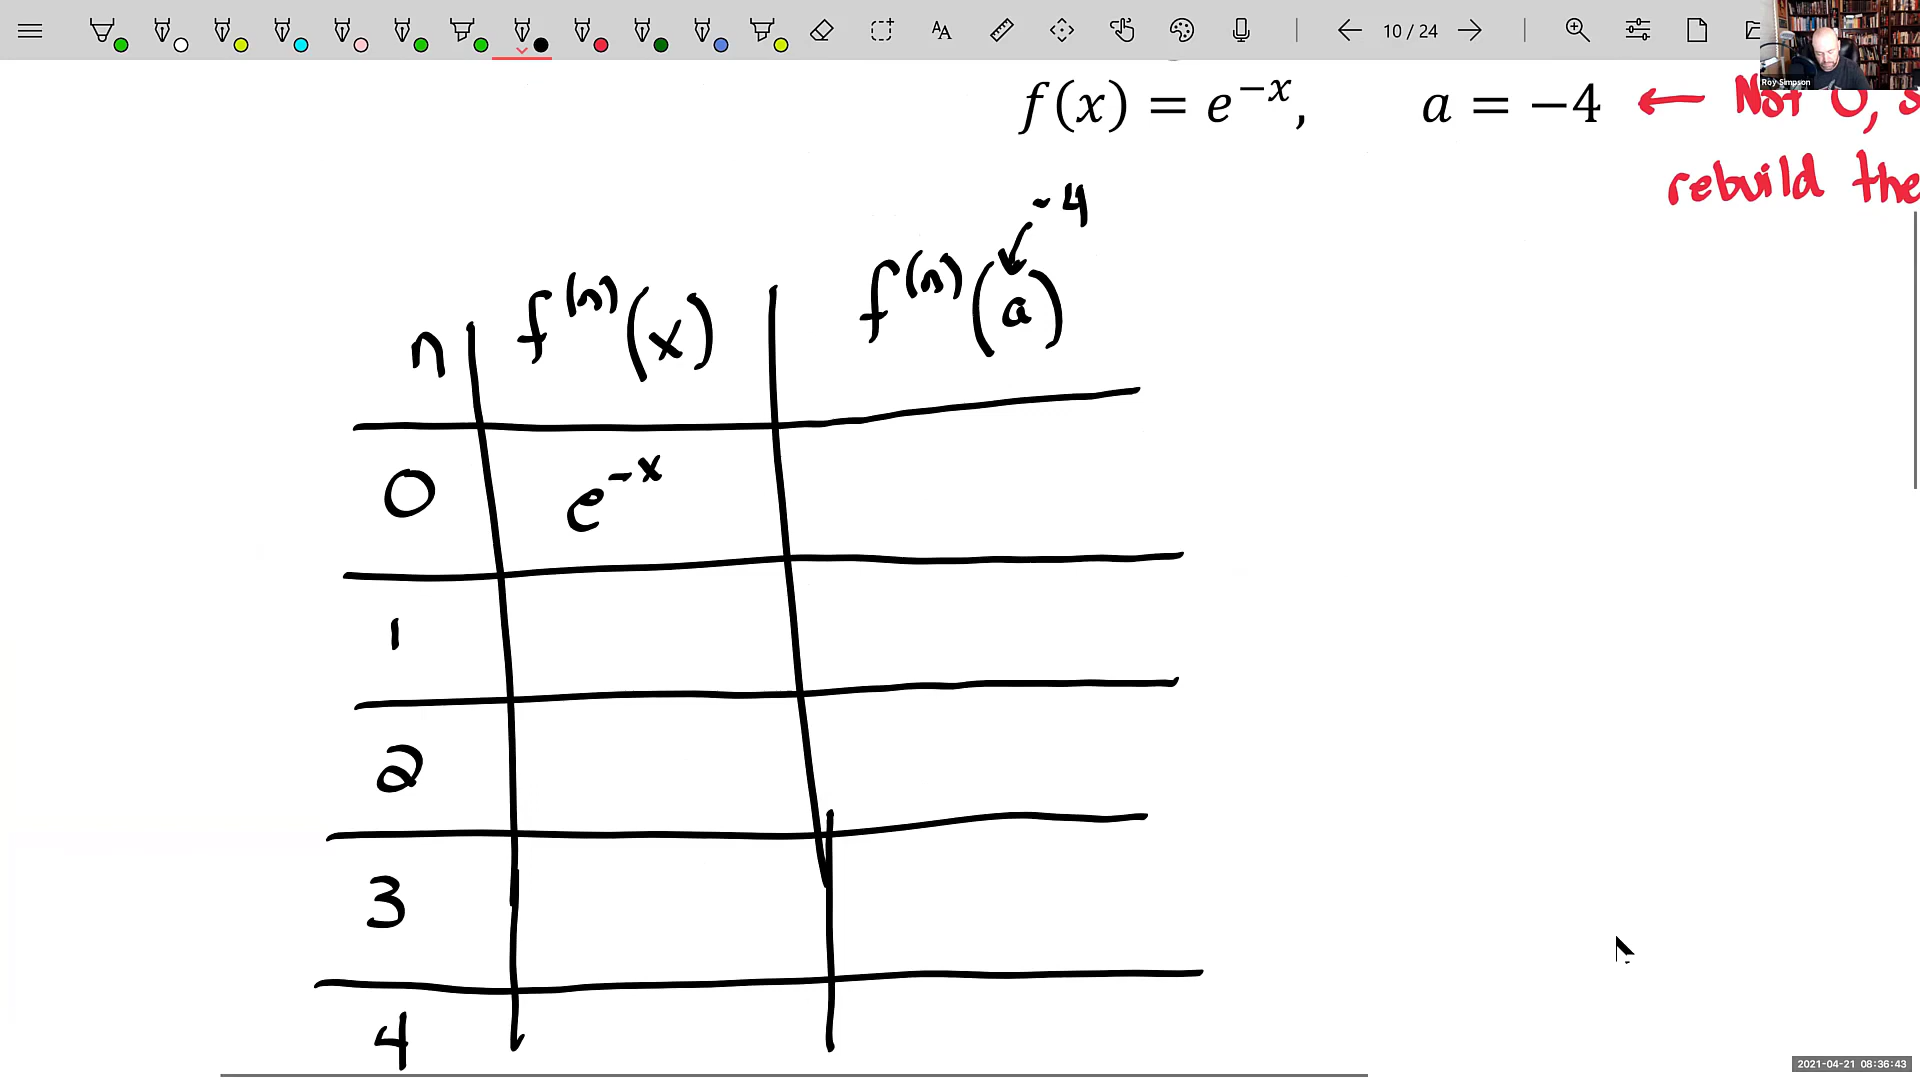 10 / 24
Roy Simpson
f(x) = e^{-x}, a = -4 ← Not 0, s
rebuild the
-4
n f^{(n)}(x) f^{(n)}(a)
0 e^{-x}
1
2
3
4
2021-04-21 08:36:43